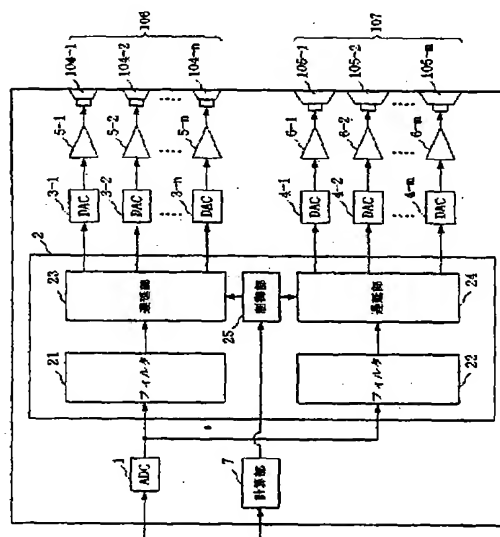 106
104-1
104-2
104-n
5-1
5-2
5-n
3-1
DAC
3-2
DAC
3-n
DAC
107
105-1
105-2
105-m
6-1
6-2
6-m
4-1
DAC
4-2
DAC
4-m
DAC
2
23
遅延部
25
制御部
24
遅延部
21
フィルタ
22
フィルタ
1
ADC
7
計算部